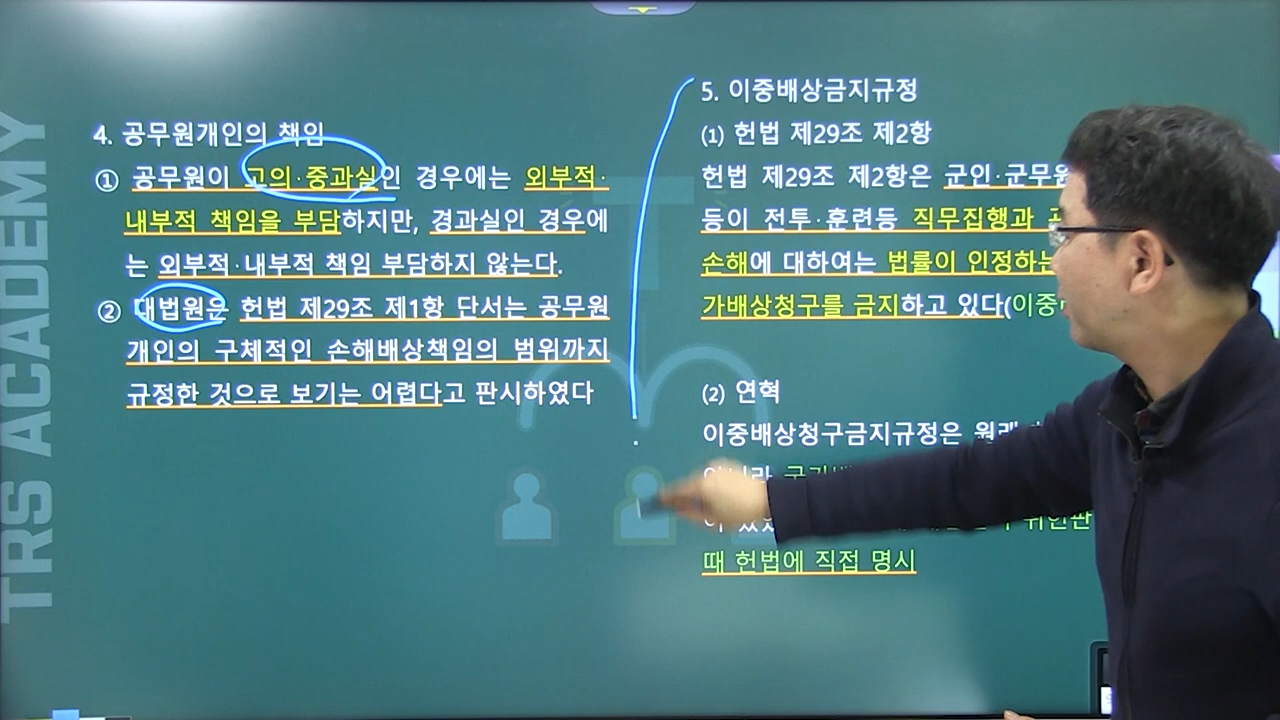 TRS ACADEMY
4. 공무원개인의 책임
① 공무원이 고의·중과실인 경우에는 외부적·
내부적 책임을 부담하지만, 경과실인 경우에
는 외부적·내부적 책임 부담하지 않는다.
② 대법원은 헌법 제29조 제1항 단서는 공무원
개인의 구체적인 손해배상책임의 범위까지
규정한 것으로 보기는 어렵다고 판시하였다
5. 이중배상금지규정
(1) 헌법 제29조 제2항
헌법 제29조 제2항은 군인·군무원
등이 전투·훈련등 직무집행과
손해에 대하여는 법률이 인정하는
가배상청구를 금지하고 있다(이중
(2) 연혁
이중배상청구금지규정은 원래
때 헌법에 직접 명시